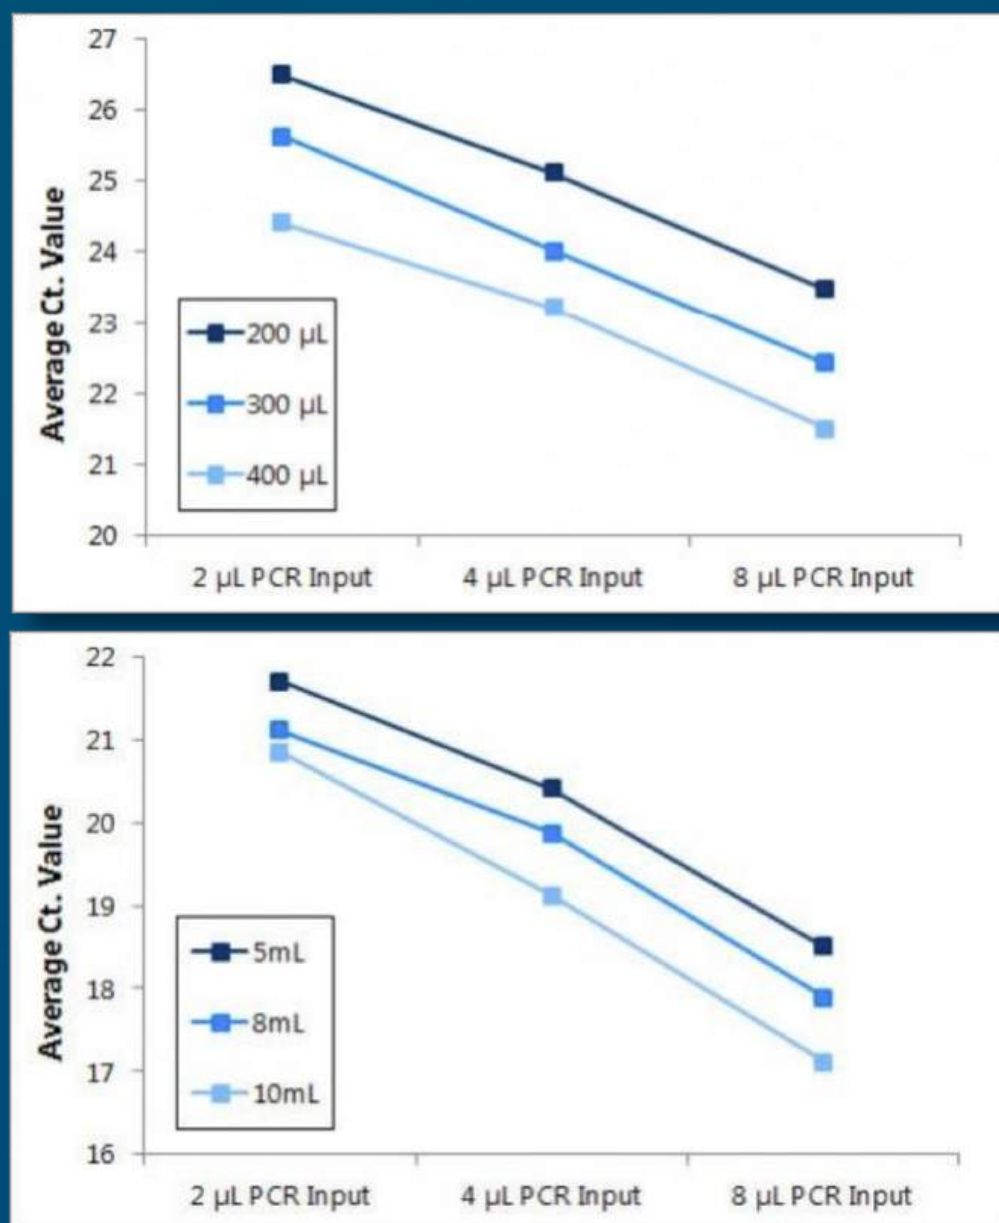 27
26
25
24
23
22
21
20
Average Ct. Value
200 µL
300 µL
400 µL
2 µL PCR Input 4 µL PCR Input 8 µL PCR Input
22
21
20
19
18
17
16
Average Ct. Value
5mL
8mL
10mL
2 µL PCR Input 4 µL PCR Input 8 µL PCR Input